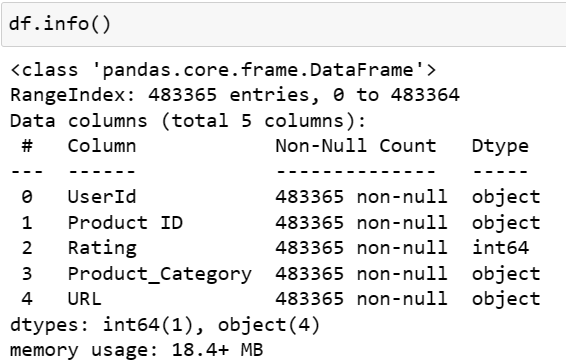 df.info()
<class 'pandas.core.frame.DataFrame'>
RangeIndex: 483365 entries, 0 to 483364
Data columns (total 5 columns):
 #   Column            Non-Null Count   Dtype
---  ------            --------------   -----
 0   UserId            483365 non-null  object
 1   Product ID        483365 non-null  object
 2   Rating            483365 non-null  int64
 3   Product_Category  483365 non-null  object
 4   URL               483365 non-null  object
dtypes: int64(1), object(4)
memory usage: 18.4+ MB